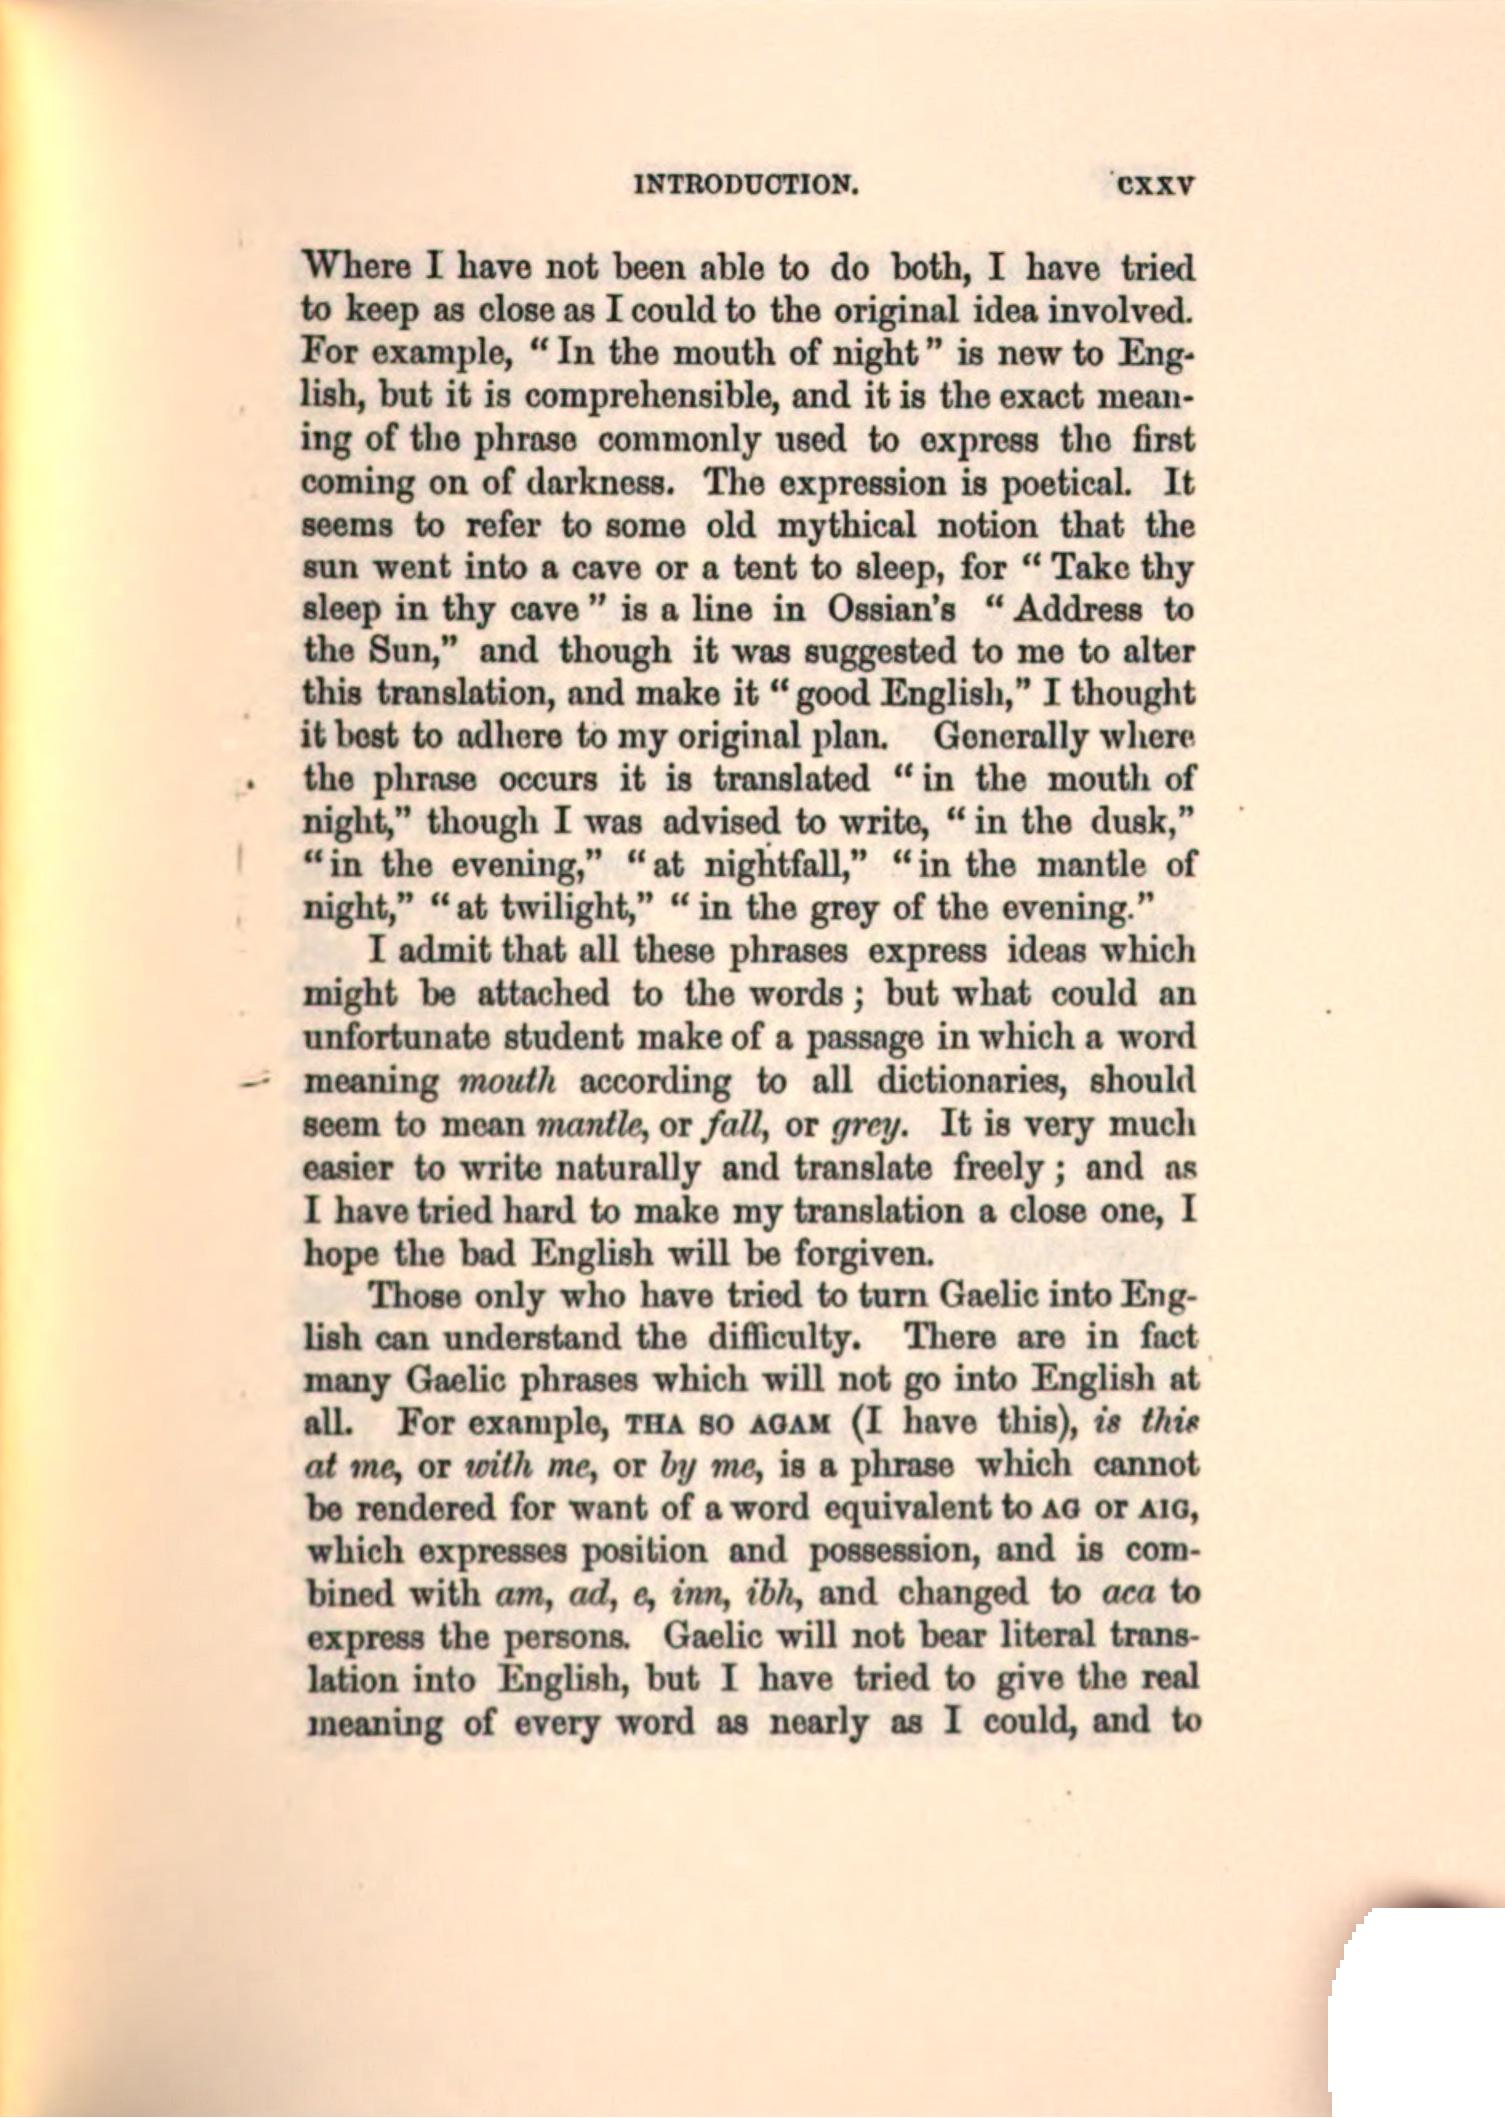 INTRODUCTION. CXXV
Where I have not been able to do both, I have tried
to keep as close as I could to the original idea involved.
For example, “ In the mouth of night ” is new to Eng-
lish, but it is comprehensible, and it is the exact mean-
ing of the phrase commonly used to express the first
coming on of darkness. The expression is poetical. It
seems to refer to some old mythical notion that the
sun went into a cave or a tent to sleep, for “ Take thy
sleep in thy cave ” is a line in Ossian's “ Address to
the Sun,” and though it was suggested to me to alter
this translation, and make it “ good English,” I thought
it best to adhere to my original plan. Generally where
the phrase occurs it is translated “ in the mouth of
night,” though I was advised to write, “ in the dusk,”
“ in the evening,” “ at nightfall,” “ in the mantle of
night,” “ at twilight,” “ in the grey of the evening.”
I admit that all these phrases express ideas which
might be attached to the words ; but what could an
unfortunate student make of a passage in which a word
meaning mouth according to all dictionaries, should
seem to mean mantle, or fall, or grey. It is very much
easier to write naturally and translate freely ; and as
I have tried hard to make my translation a close one, I
hope the bad English will be forgiven.
Those only who have tried to turn Gaelic into Eng-
lish can understand the difficulty. There are in fact
many Gaelic phrases which will not go into English at
all. For example, THA SO AGAM (I have this), is this
at me, or with me, or by me, is a phrase which cannot
be rendered for want of a word equivalent to AG or AIG,
which expresses position and possession, and is com-
bined with am, ad, e, inn, ibh, and changed to aca to
express the persons. Gaelic will not bear literal trans-
lation into English, but I have tried to give the real
meaning of every word as nearly as I could, and to